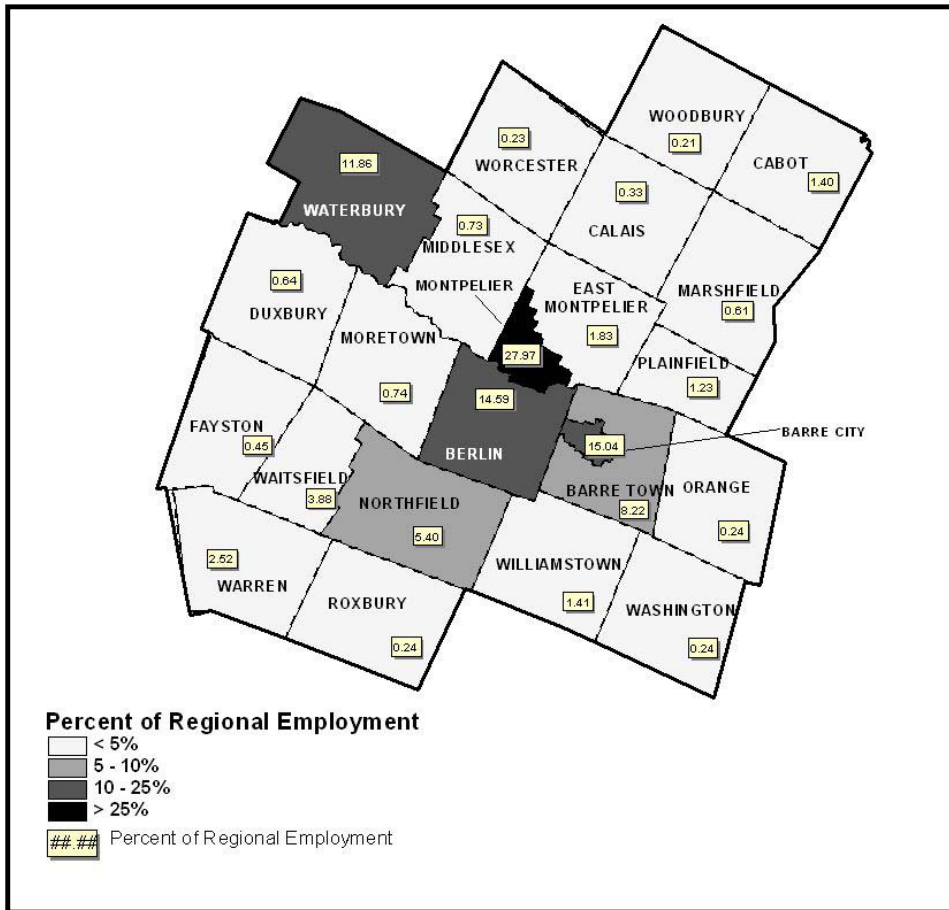 WOODBURY
0.21
CABOT
1.40
0.23
WORCESTER
11.86
WATERBURY
0.33
CALAIS
0.73
MIDDLESEX
MONTPELIER
EAST
MONTPELIER
1.83
MARSHFIELD
0.61
0.64
DUXBURY
MORETOWN
0.74
27.97
PLAINFIELD
1.23
14.59
BERLIN
FAYSTON
0.45
WAITSFIELD
3.88
NORTHFIELD
5.40
15.04
BARRE CITY
BARRE TOWN
8.22
ORANGE
0.24
2.52
WARREN
ROXBURY
0.24
WILLIAMSTOWN
1.41
WASHINGTON
0.24
Percent of Regional Employment
< 5%
5 - 10%
10 - 25%
> 25%
##.## Percent of Regional Employment